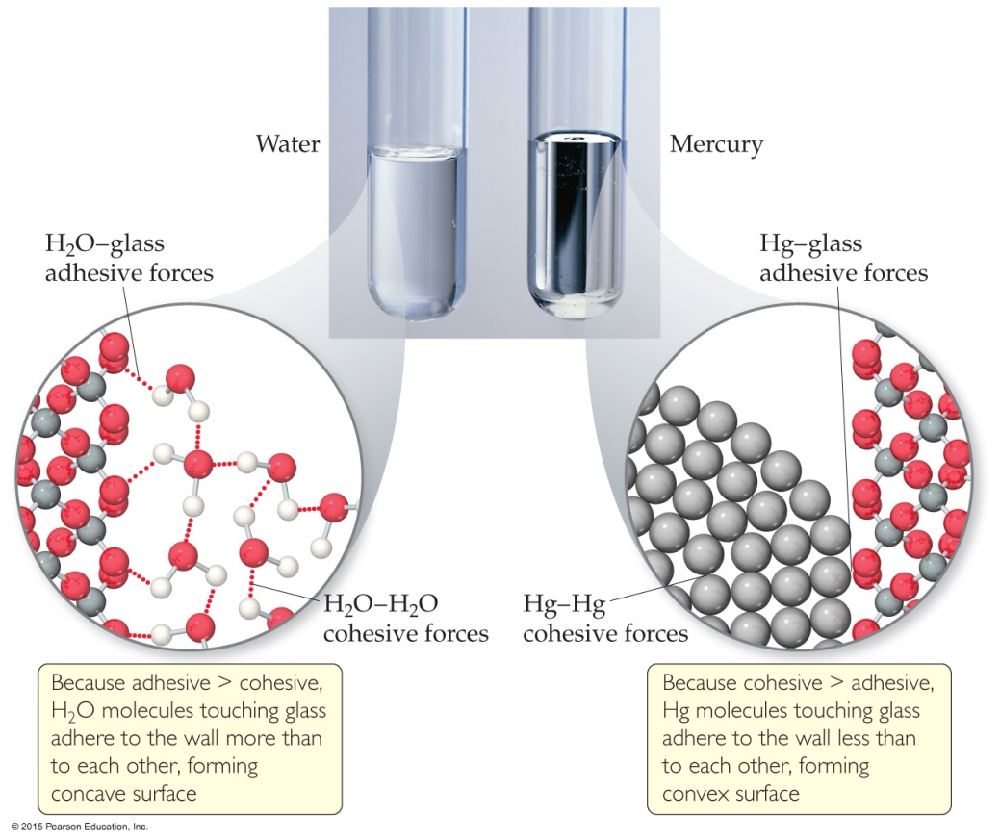 Water
Mercury
H₂O–glass
adhesive forces
Hg–glass
adhesive forces
H₂O–H₂O
cohesive forces
Hg–Hg
cohesive forces
Because adhesive > cohesive,
H₂O molecules touching glass
adhere to the wall more than
to each other, forming
concave surface
Because cohesive > adhesive,
Hg molecules touching glass
adhere to the wall less than
to each other, forming
convex surface
© 2015 Pearson Education, Inc.